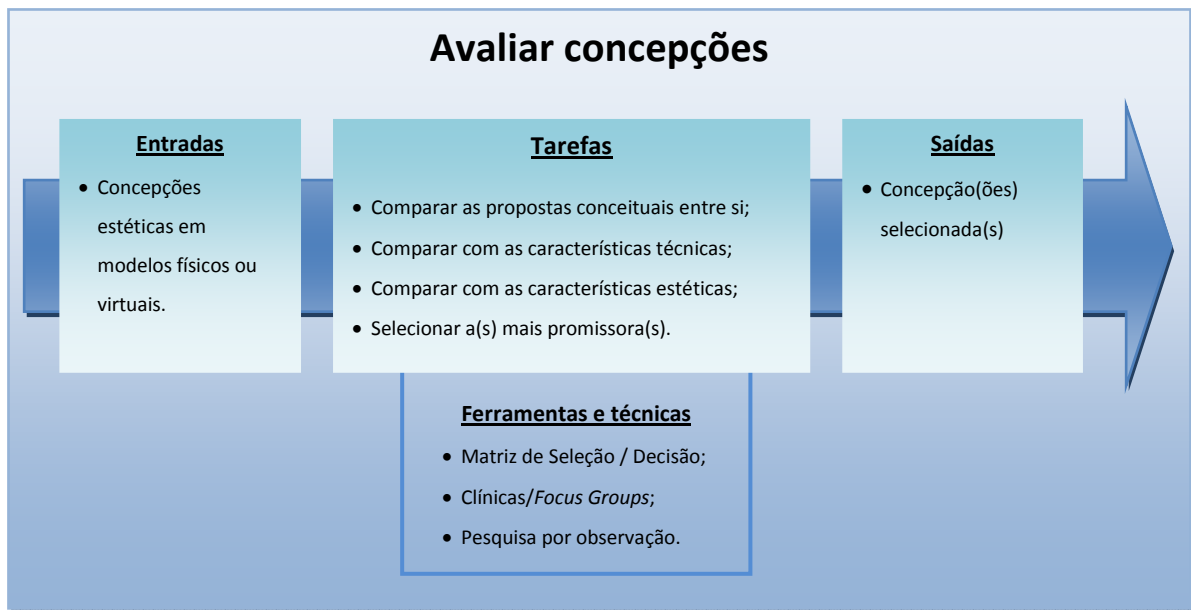 Avaliar concepções
Entradas
• Concepções
estéticas em
modelos físicos ou
virtuais.
Tarefas
• Comparar as propostas conceituais entre si;
• Comparar com as características técnicas;
• Comparar com as características estéticas;
• Selecionar a(s) mais promissora(s).
Saídas
• Concepção(ões)
selecionada(s)
Ferramentas e técnicas
• Matriz de Seleção / Decisão;
• Clínicas/Focus Groups;
• Pesquisa por observação.